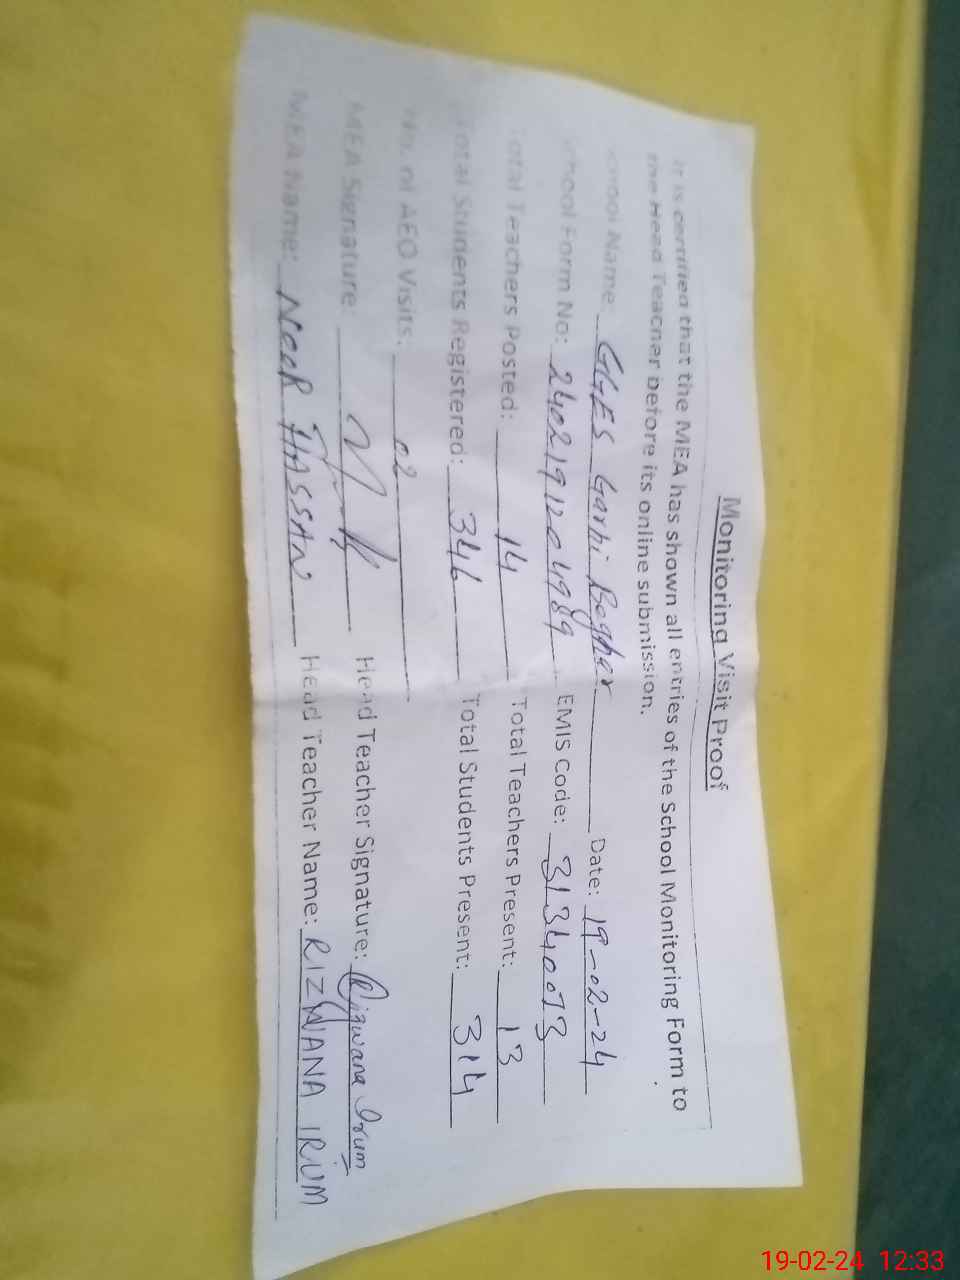 Monitoring Visit Proof
It is certified that the MEA has shown all entries of the School Monitoring Form to
the Head Teacher before its online submission.
School Name: GGES Garhi Beghar Date: 19-02-24
School Form No: 2402191204989 EMIS Code: 31340073
Total Teachers Posted: 14 Total Teachers Present: 13
Total Students Registered: 346 Total Students Present: 314
No. of AEO Visits: 02
MEA Signature: Head Teacher Signature: Rizwana Irum
MEA Name: NOOR HASSAN Head Teacher Name: RIZWANA IRUM
19-02-24 12:33